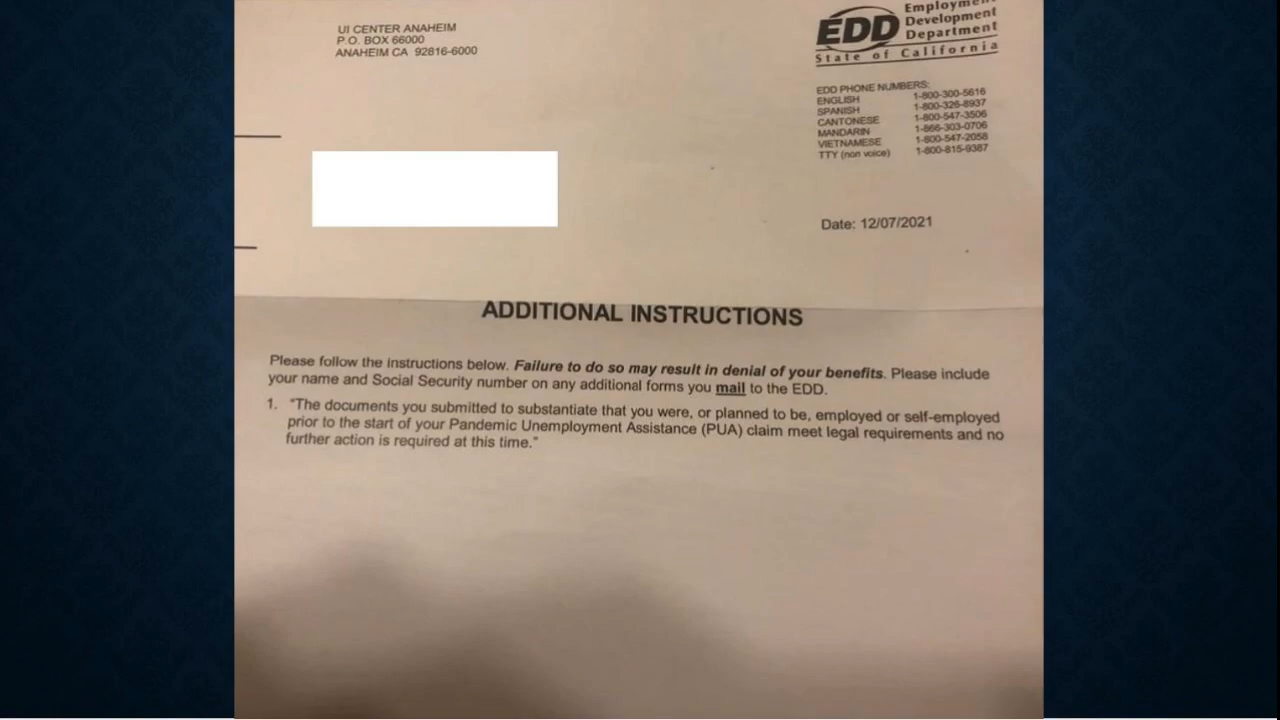 UI CENTER ANAHEIM
P.O. BOX 66000
ANAHEIM CA 92816-6000
EDD
Employment
Development
Department
State of California
EDD PHONE NUMBERS:
ENGLISH 1-800-300-5616
SPANISH 1-800-326-8937
CANTONESE 1-800-547-3506
MANDARIN 1-866-303-0706
VIETNAMESE 1-800-547-2058
TTY (non voice) 1-800-815-9387
Date: 12/07/2021
ADDITIONAL INSTRUCTIONS
Please follow the instructions below. Failure to do so may result in denial of your benefits. Please include
your name and Social Security number on any additional forms you mail to the EDD.
1. "The documents you submitted to substantiate that you were, or planned to be, employed or self-employed
prior to the start of your Pandemic Unemployment Assistance (PUA) claim meet legal requirements and no
further action is required at this time."